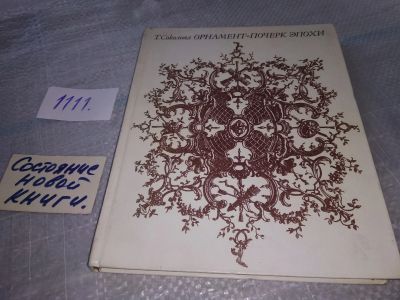 Т.Соколова ОРНАМЕНТ-ПОЧЕРК ЭПОХИ
1111.
Состояние
новой
книги.